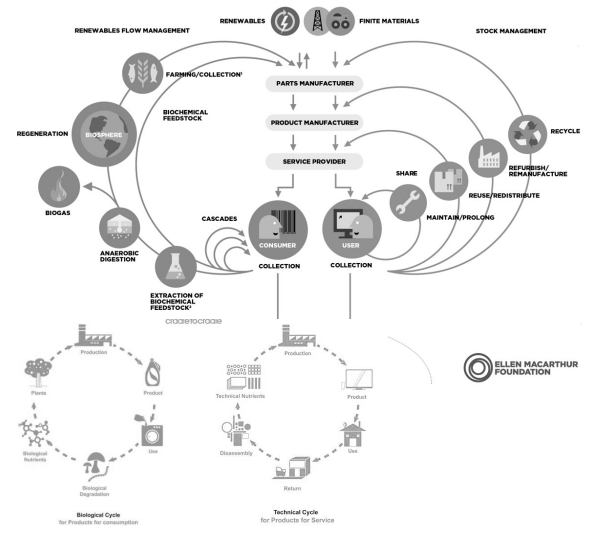 RENEWABLES
FINITE MATERIALS
RENEWABLES FLOW MANAGEMENT
STOCK MANAGEMENT
FARMING/COLLECTION¹
PARTS MANUFACTURER
BIOCHEMICAL
FEEDSTOCK
PRODUCT MANUFACTURER
REGENERATION
BIOSPHERE
RECYCLE
SERVICE PROVIDER
SHARE
REFURBISH/
REMANUFACTURE
REUSE/REDISTRIBUTE
BIOGAS
CASCADES
MAINTAIN/PROLONG
CONSUMER
USER
ANAEROBIC
DIGESTION
COLLECTION
COLLECTION
EXTRACTION OF
BIOCHEMICAL
FEEDSTOCK²
cradletocradle
Production
Plants
Product
Biological
Nutrients
Use
Biological
Degradation
Biological Cycle
for Products for consumption
Production
Technical Nutrients
Product
Disassembly
Use
Return
Technical Cycle
for Products for Service
ELLEN MACARTHUR
FOUNDATION